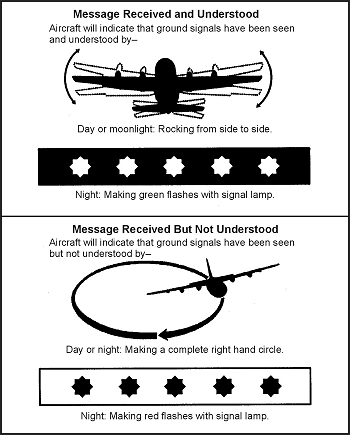 Message Received and Understood
Aircraft will indicate that ground signals have been seen
and understood by–
Day or moonlight: Rocking from side to side.
Night: Making green flashes with signal lamp.
Message Received But Not Understood
Aircraft will indicate that ground signals have been seen
but not understood by–
Day or night: Making a complete right hand circle.
Night: Making red flashes with signal lamp.